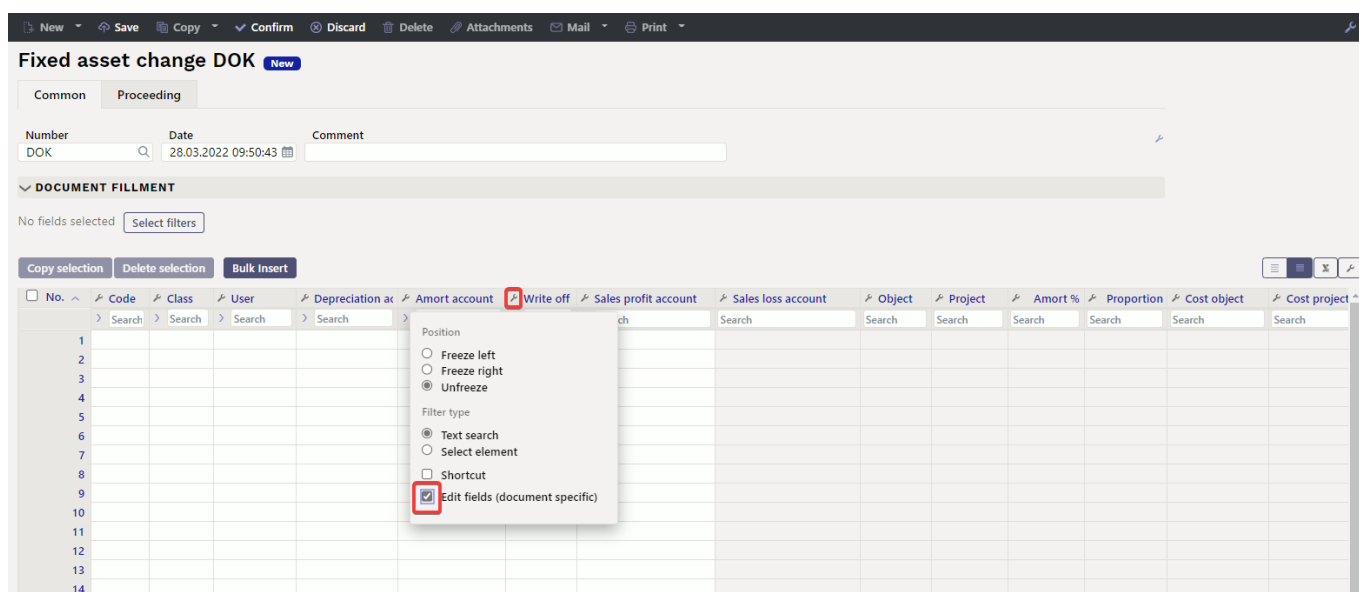 New Save Copy Confirm Discard Delete Attachments Mail Print
Fixed asset change DOK New
Common Proceeding
Number Date Comment
DOK 28.03.2022 09:50:43
DOCUMENT FILLMENT
No fields selected Select filters
Copy selection Delete selection Bulk Insert
No. Code Class User Depreciation ac Amort account Write off Sales profit account Sales loss account Object Project Amort % Proportion Cost object Cost project
Search Search Search Search ch Search Search Search Search Search Search Search
1
2
3
4
5
6
7
8
9
10
11
12
13
14
Position
Freeze left
Freeze right
Unfreeze
Filter type
Text search
Select element
Shortcut
Edit fields (document specific)